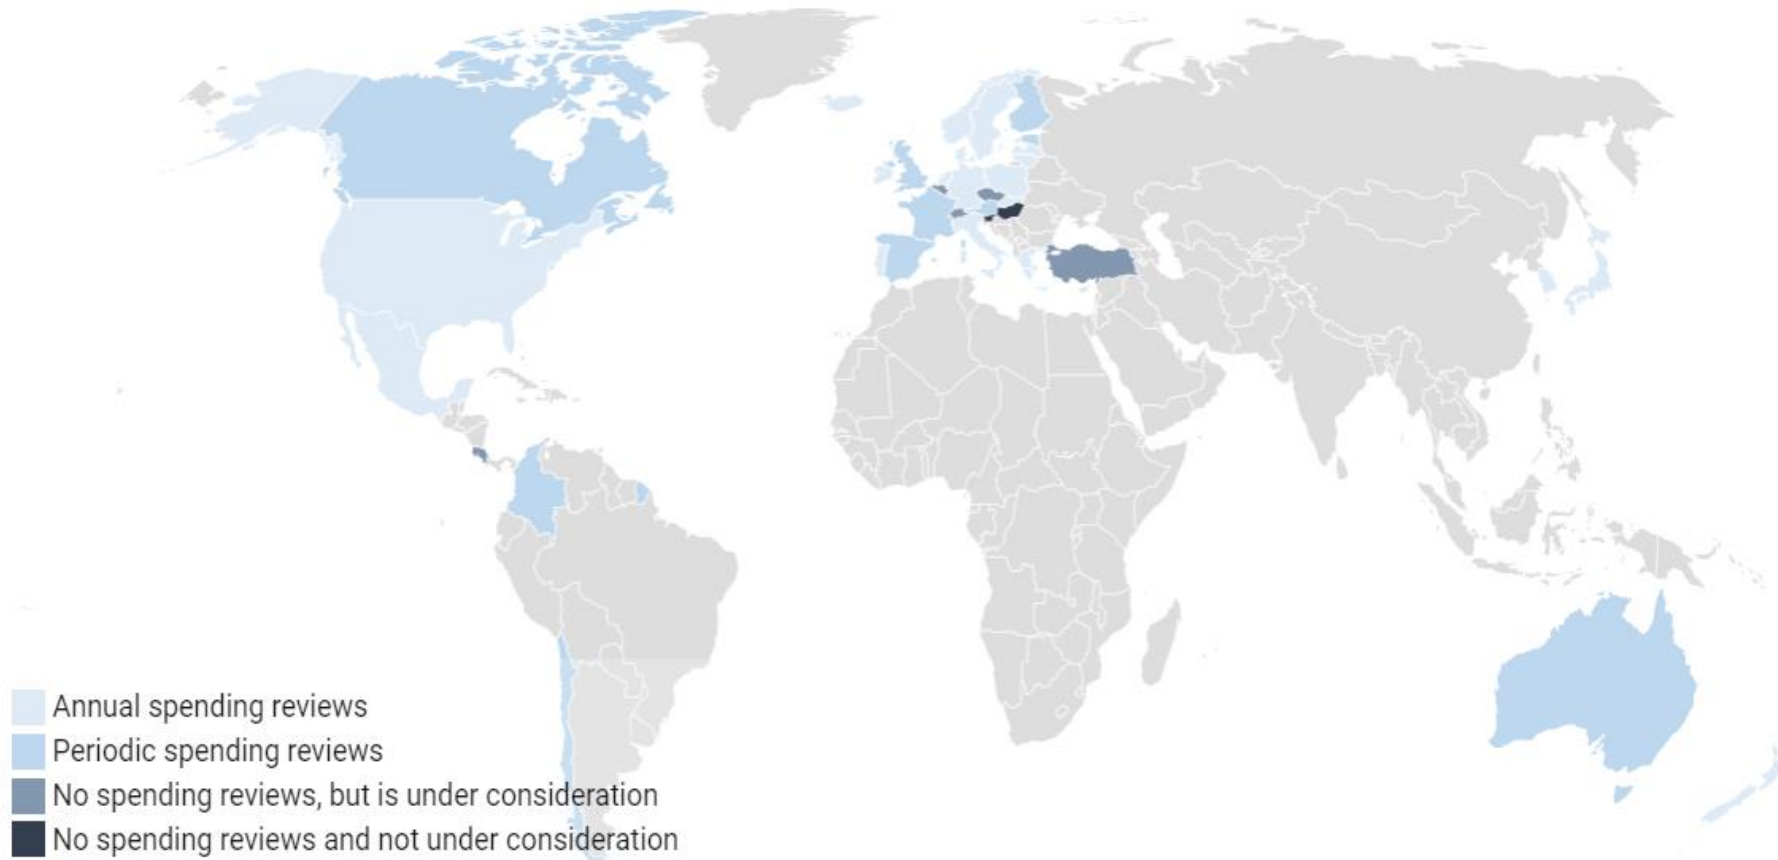 Annual spending reviews
Periodic spending reviews
No spending reviews, but is under consideration
No spending reviews and not under consideration